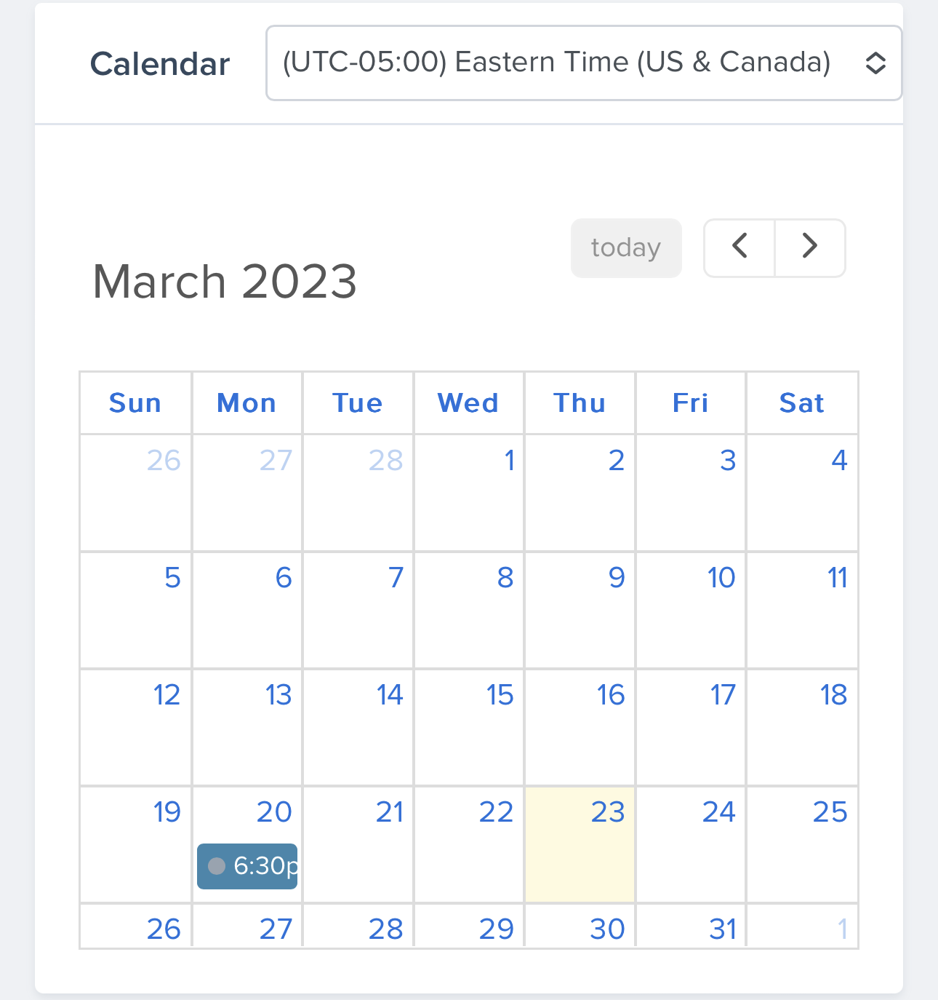 Calendar (UTC-05:00) Eastern Time (US & Canada)
today
March 2023
Sun Mon Tue Wed Thu Fri Sat
26 27 28 1 2 3 4
5 6 7 8 9 10 11
12 13 14 15 16 17 18
19 20 21 22 23 24 25
6:30p
26 27 28 29 30 31 1